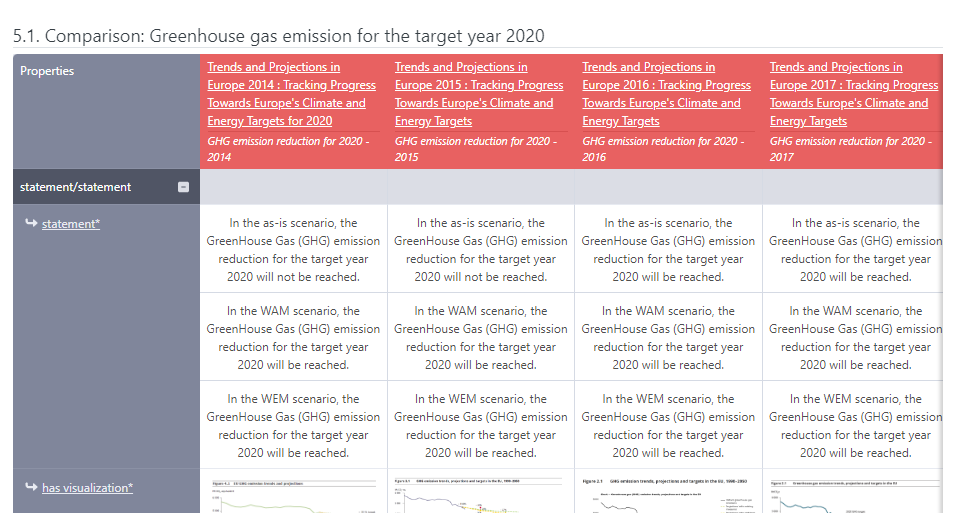 5.1. Comparison: Greenhouse gas emission for the target year 2020
Properties
Trends and Projections in
Europe 2014 : Tracking Progress
Towards Europe's Climate and
Energy Targets for 2020
GHG emission reduction for 2020 -
2014
Trends and Projections in
Europe 2015 : Tracking Progress
Towards Europe's Climate and
Energy Targets
GHG emission reduction for 2020 -
2015
Trends and Projections in
Europe 2016 : Tracking Progress
Towards Europe's Climate and
Energy Targets
GHG emission reduction for 2020 -
2016
Trends and Projections in
Europe 2017 : Tracking Progress
Towards Europe's Climate and
Energy Targets
GHG emission reduction for 2020 -
2017
statement/statement
statement*
In the as-is scenario, the
GreenHouse Gas (GHG) emission
reduction for the target year
2020 will not be reached.
In the as-is scenario, the
GreenHouse Gas (GHG) emission
reduction for the target year
2020 will not be reached.
In the as-is scenario, the
GreenHouse Gas (GHG) emission
reduction for the target year
2020 will be reached.
In the as-is scenario, the
GreenHouse Gas (GHG) emission
reduction for the target year
2020 will be reached.
In the WAM scenario, the
GreenHouse Gas (GHG) emission
reduction for the target year
2020 will be reached.
In the WAM scenario, the
GreenHouse Gas (GHG) emission
reduction for the target year
2020 will be reached.
In the WAM scenario, the
GreenHouse Gas (GHG) emission
reduction for the target year
2020 will be reached.
In the WAM scenario, the
GreenHouse Gas (GHG) emission
reduction for the target year
2020 will be reached.
In the WEM scenario, the
GreenHouse Gas (GHG) emission
reduction for the target year
2020 will be reached.
In the WEM scenario, the
GreenHouse Gas (GHG) emission
reduction for the target year
2020 will be reached.
In the WEM scenario, the
GreenHouse Gas (GHG) emission
reduction for the target year
2020 will be reached.
In the WEM scenario, the
GreenHouse Gas (GHG) emission
reduction for the target year
2020 will be reached.
has visualization*
Figure 2.1 GHG emission trends, projections and targets in the EU, 1990-2050